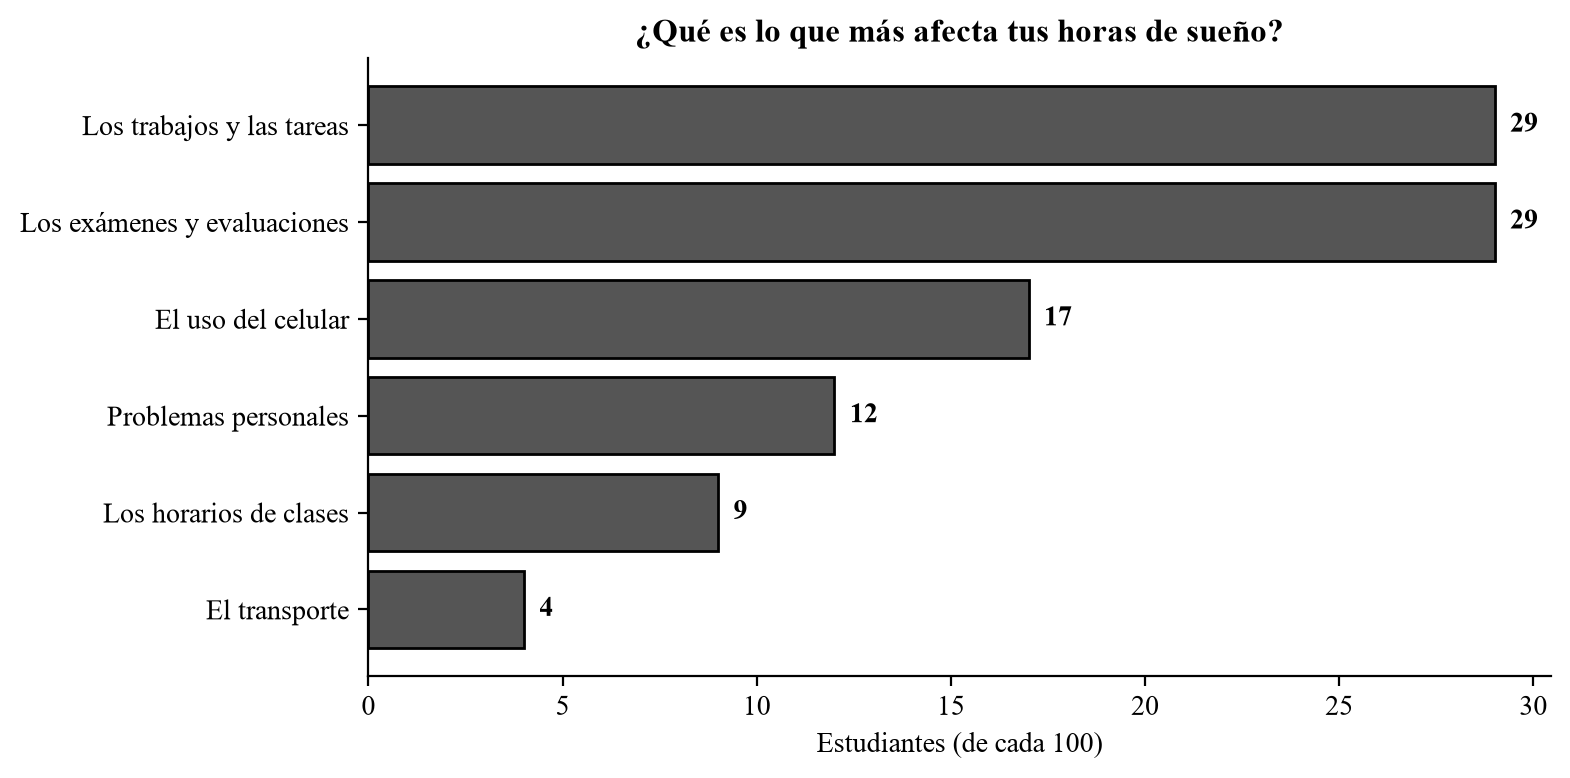 ¿Qué es lo que más afecta tus horas de sueño?
Los trabajos y las tareas 29
Los exámenes y evaluaciones 29
El uso del celular 17
Problemas personales 12
Los horarios de clases 9
El transporte 4
0 5 10 15 20 25 30
Estudiantes (de cada 100)